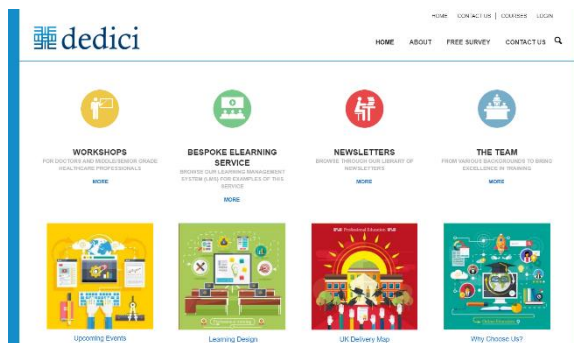 HOME CONTACT US | COURSES LOGIN
dedici
HOME ABOUT FREE SURVEY CONTACT US
WORKSHOPS
FOR DOCTORS AND MIDDLE/SENIOR GRADE
HEALTHCARE PROFESSIONALS
MORE
BESPOKE ELEARNING
SERVICE
BROWSE OUR LEARNING MANAGEMENT
SYSTEM (LMS) FOR EXAMPLES OF THIS
SERVICE
MORE
NEWSLETTERS
BROWSE THROUGH OUR LIBRARY OF
NEWSLETTERS
MORE
THE TEAM
FROM VARIOUS BACKGROUNDS TO BRING
EXCELLENCE IN TRAINING
MORE
Professional Education
Upcoming Events
Learning Design
UK Delivery Map
Why Choose Us?